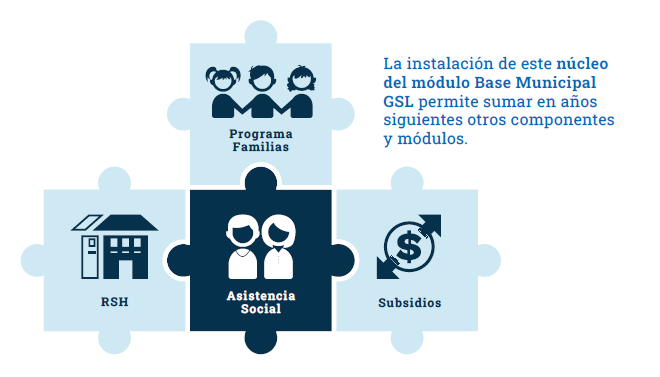 La instalación de este núcleo
del módulo Base Municipal
GSL permite sumar en años
siguientes otros componentes
y módulos.
Programa
Familias
RSH
Asistencia
Social
$
Subsidios